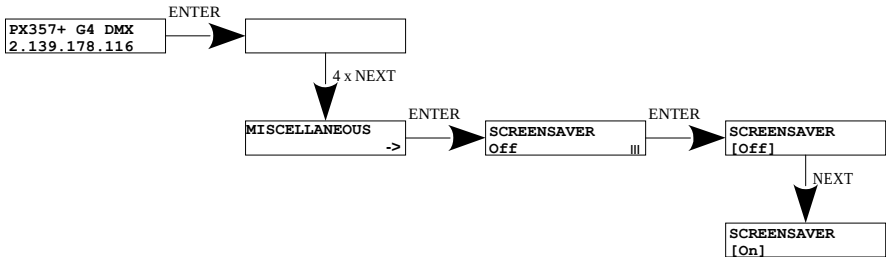 ENTER
PX357+ G4 DMX
2.139.178.116
4 x NEXT
MISCELLANEOUS
->
ENTER
SCREENSAVER
Off
ENTER
SCREENSAVER
[Off]
NEXT
SCREENSAVER
[On]